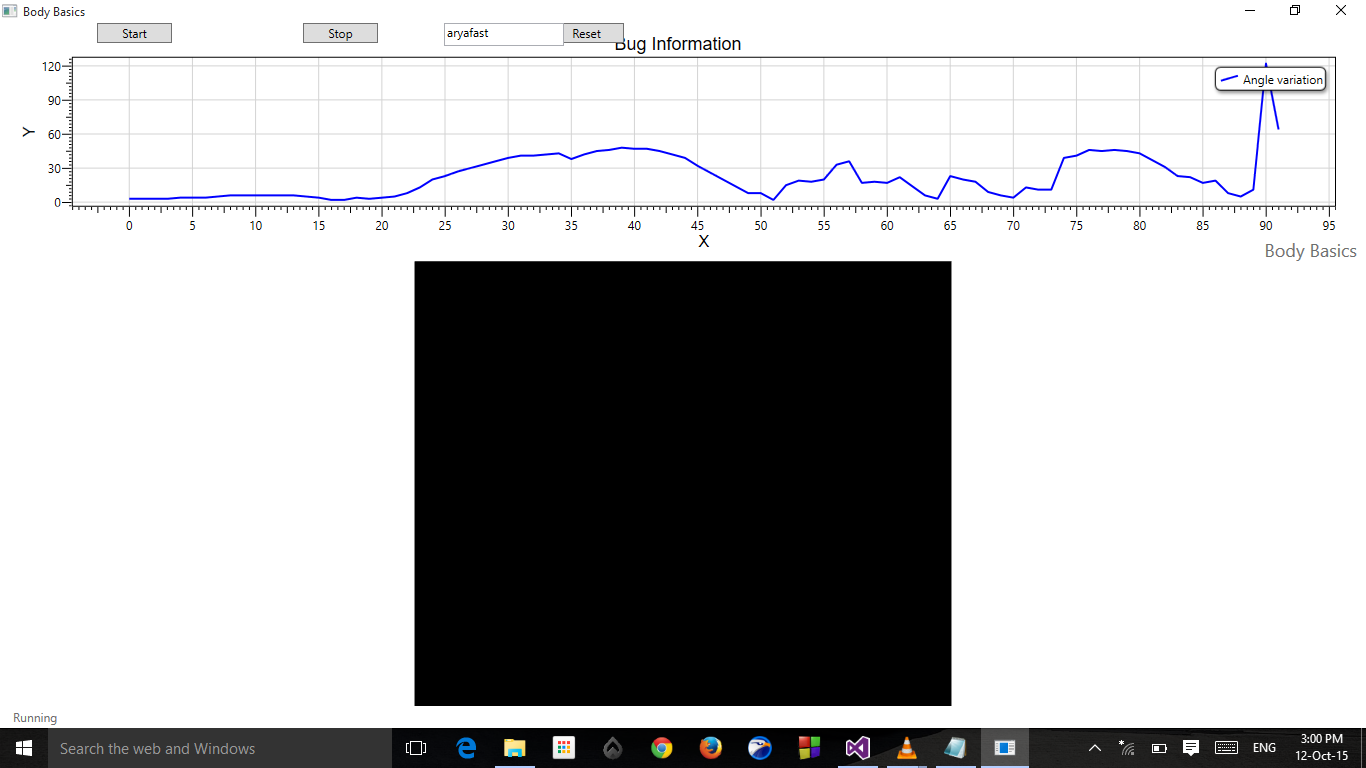 Body Basics
Start Stop aryafast Reset
Bug Information
120
90
60
30
0
Y
Angle variation
0 5 10 15 20 25 30 35 40 45 50 55 60 65 70 75 80 85 90 95
X
Body Basics
Running
Search the web and Windows
ENG
3:00 PM
12-Oct-15